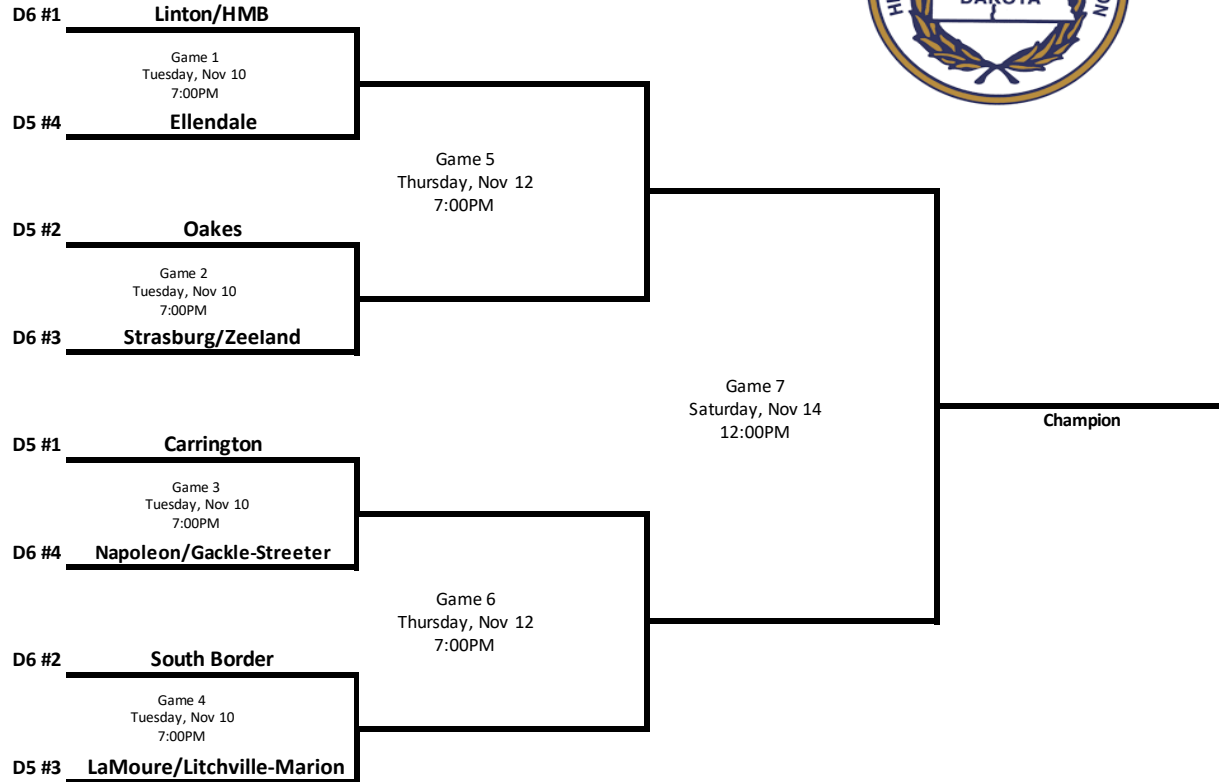 D6 #1 Linton/HMB
Game 1
Tuesday, Nov 10
7:00PM
D5 #4 Ellendale
Game 5
Thursday, Nov 12
7:00PM
D5 #2 Oakes
Game 2
Tuesday, Nov 10
7:00PM
D6 #3 Strasburg/Zeeland
Game 7
Saturday, Nov 14
12:00PM
Champion
D5 #1 Carrington
Game 3
Tuesday, Nov 10
7:00PM
D6 #4 Napoleon/Gackle-Streeter
Game 6
Thursday, Nov 12
7:00PM
D6 #2 South Border
Game 4
Tuesday, Nov 10
7:00PM
D5 #3 LaMoure/Litchville-Marion
DAKOTA